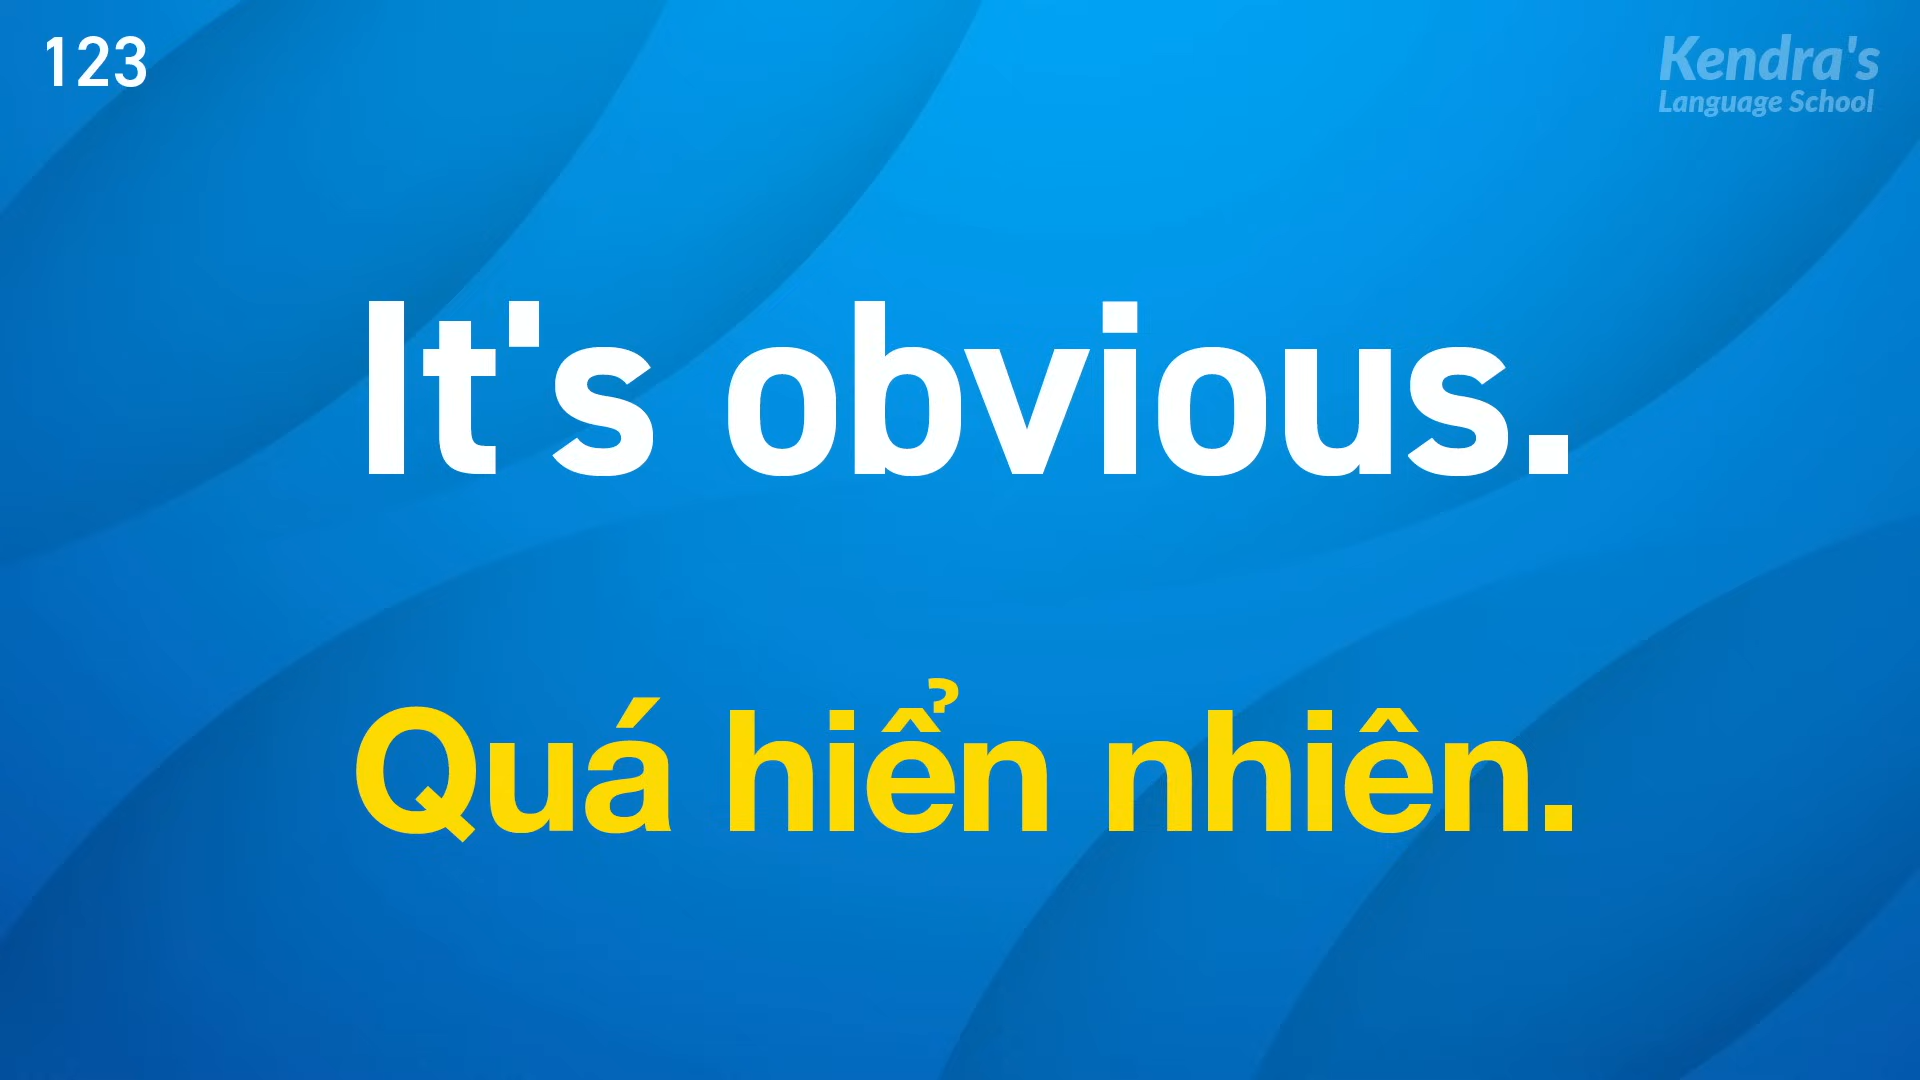 123
Kendra's
Language School
It's obvious.
Quá hiển nhiên.